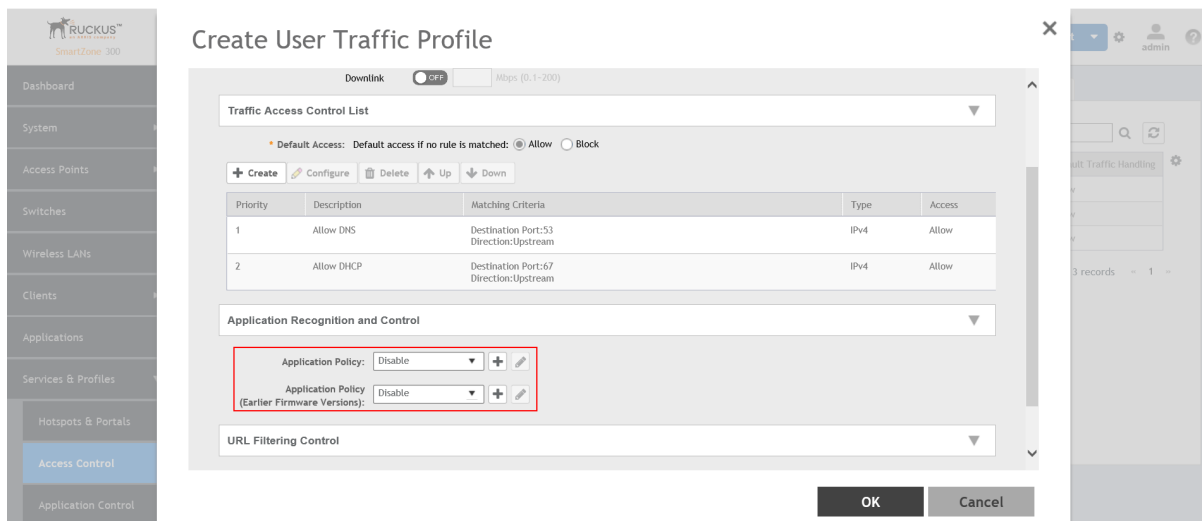 RUCKUS™
SmartZone 300
Create User Traffic Profile
admin
Dashboard
System
Access Points
Switches
Wireless LANs
Clients
Applications
Services & Profiles
Hotspots & Portals
Access Control
Application Control
Downlink OFF Mbps (0.1~200)
Traffic Access Control List
* Default Access: Default access if no rule is matched: Allow Block
+ Create Configure Delete Up Down
Priority Description Matching Criteria Type Access
1 Allow DNS Destination Port:53 IPv4 Allow
Direction:Upstream
2 Allow DHCP Destination Port:67 IPv4 Allow
Direction:Upstream
Application Recognition and Control
Application Policy: Disable
Application Policy
(Earlier Firmware Versions): Disable
URL Filtering Control
OK Cancel
ult Traffic Handling
3 records 1